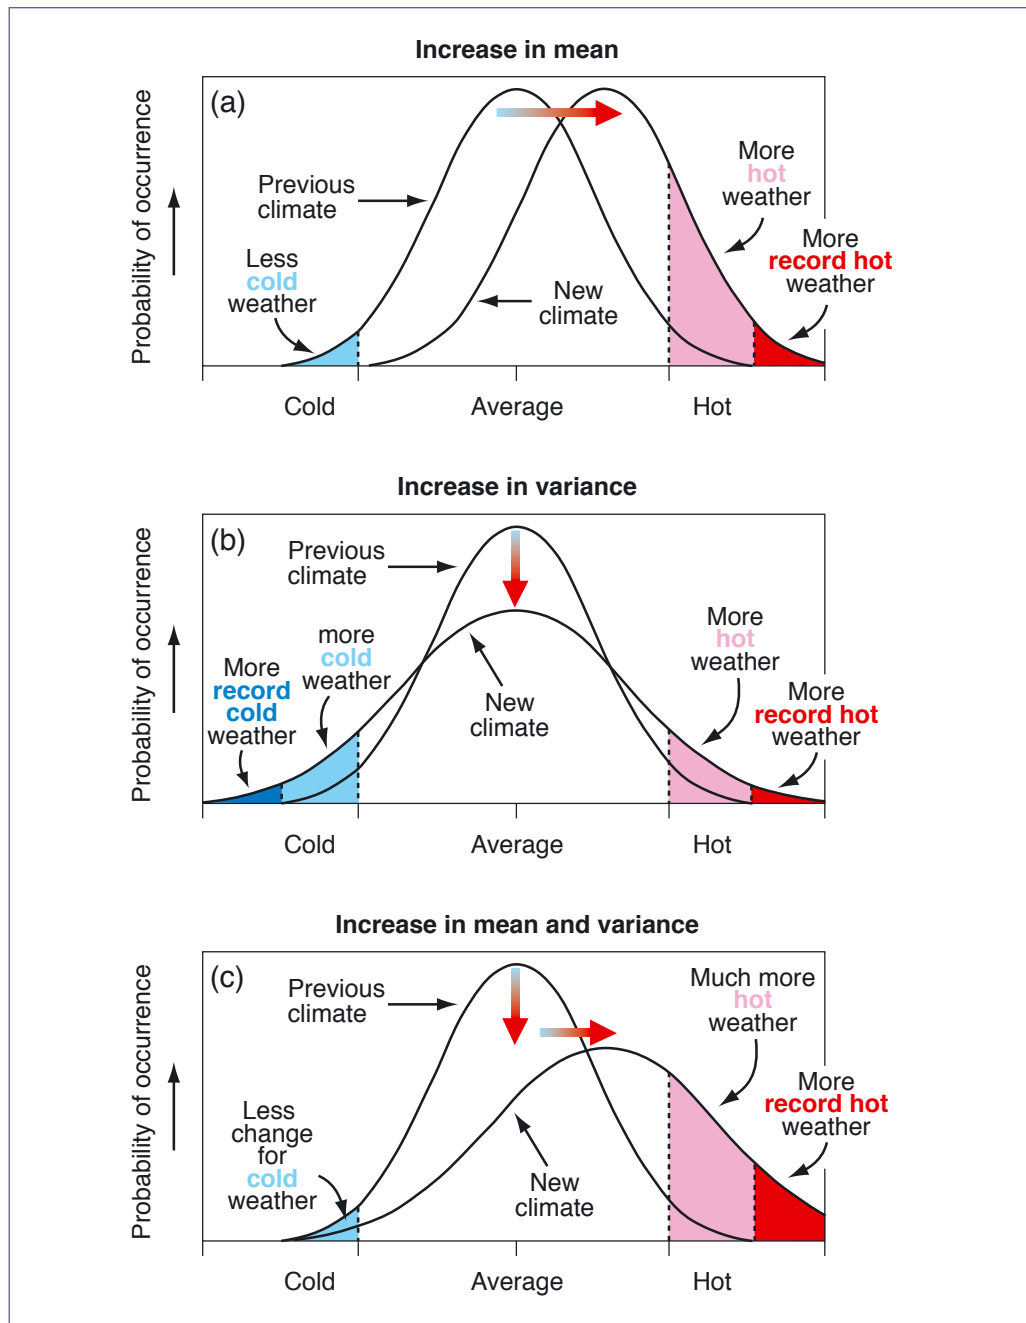 Increase in mean
(a)
Probability of occurrence
Previous
climate
Less
cold
weather
New
climate
More
hot
weather
More
record hot
weather
Cold
Average
Hot
Increase in variance
(b)
Probability of occurrence
Previous
climate
more
cold
weather
More
record
cold
weather
New
climate
More
hot
weather
More
record hot
weather
Cold
Average
Hot
Increase in mean and variance
(c)
Probability of occurrence
Previous
climate
Less
change
for
cold
weather
New
climate
Much more
hot
weather
More
record hot
weather
Cold
Average
Hot